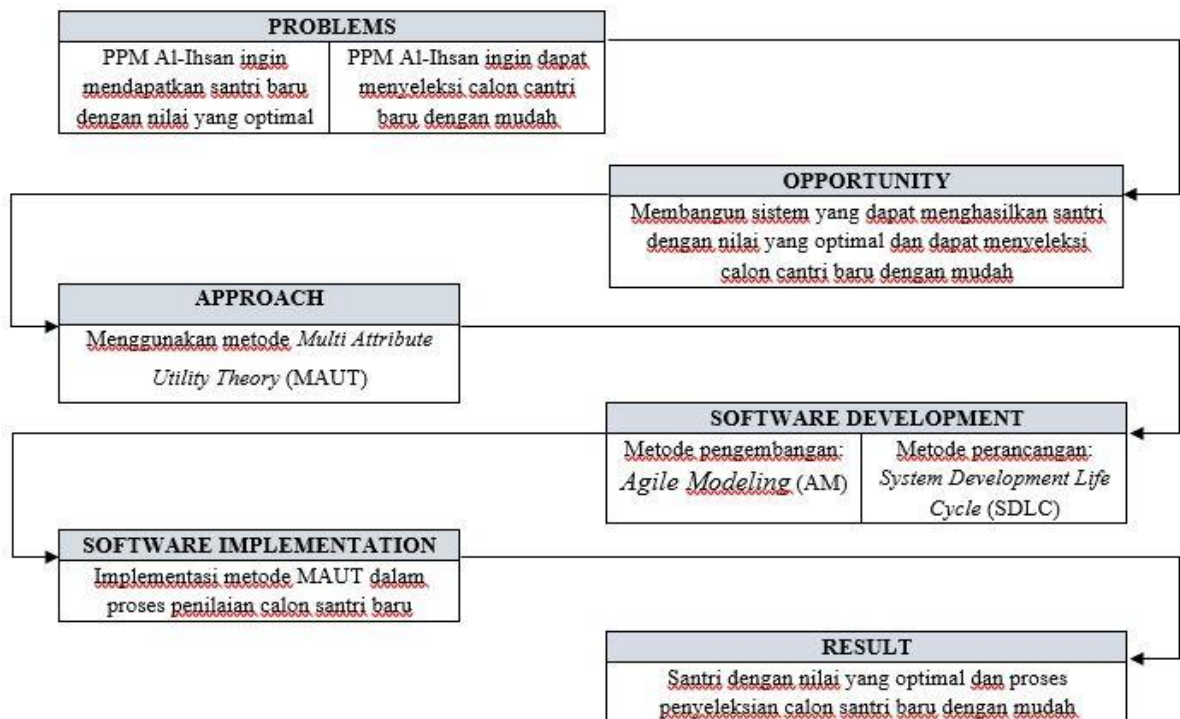 PROBLEMS
PPM Al-Ihsan ingin
mendapatkan santri baru
dengan nilai yang optimal
PPM Al-Ihsan ingin dapat
menyeleksi calon cantri
baru dengan mudah
OPPORTUNITY
Membangun sistem yang dapat menghasilkan santri
dengan nilai yang optimal dan dapat menyeleksi
calon cantri baru dengan mudah
APPROACH
Menggunakan metode Multi Attribute
Utility Theory (MAUT)
SOFTWARE DEVELOPMENT
Metode pengembangan:
Agile Modeling (AM)
Metode perancangan:
System Development Life
Cycle (SDLC)
SOFTWARE IMPLEMENTATION
Implementasi metode MAUT dalam
proses penilaian calon santri baru
RESULT
Santri dengan nilai yang optimal dan proses
penyeleksian calon santri baru dengan mudah